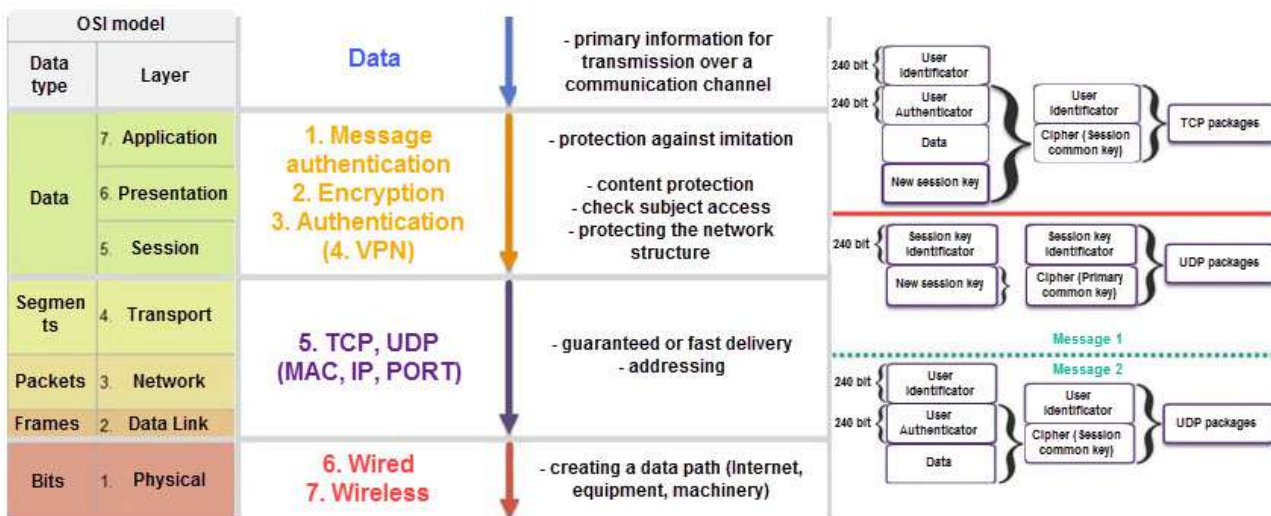 OSI model
Data
type
Layer
Data
7. Application
6. Presentation
5. Session
Segmen
ts
4. Transport
Packets
3. Network
Frames
2. Data Link
Bits
1. Physical
Data
1. Message
authentication
2. Encryption
3. Authentication
(4. VPN)
5. TCP, UDP
(MAC, IP, PORT)
6. Wired
7. Wireless
- primary information for
transmission over a
communication channel
- protection against imitation
- content protection
- check subject access
- protecting the network
structure
- guaranteed or fast delivery
- addressing
- creating a data path (Internet,
equipment, machinery)
240 bit
User
Identificator
240 bit
User
Authenticator
Data
New session key
User
Identificator
Cipher (Session
common key)
TCP packages
240 bit
Session key
Identificator
New session key
Session key
Identificator
Cipher (Primary
common key)
UDP packages
Message 1
Message 2
240 bit
User
Identificator
240 bit
User
Authenticator
Data
User
Identificator
Cipher (Session
common key)
UDP packages